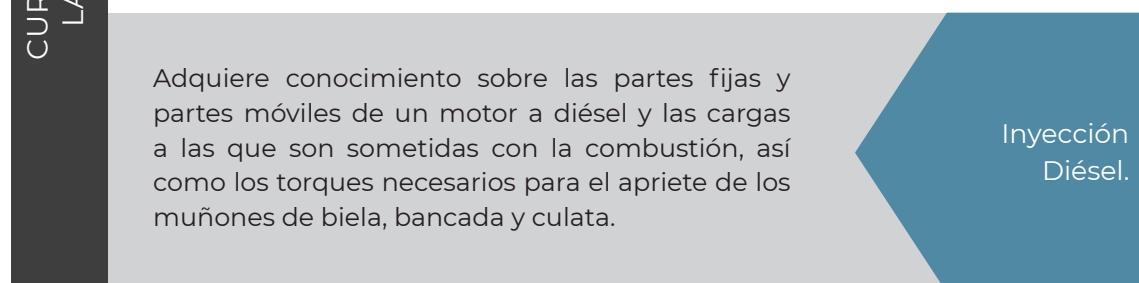 CUR
LA
Adquiere conocimiento sobre las partes fijas y
partes móviles de un motor a diésel y las cargas
a las que son sometidas con la combustión, así
como los torques necesarios para el apriete de los
muñones de biela, bancada y culata.
Inyección
Diésel.